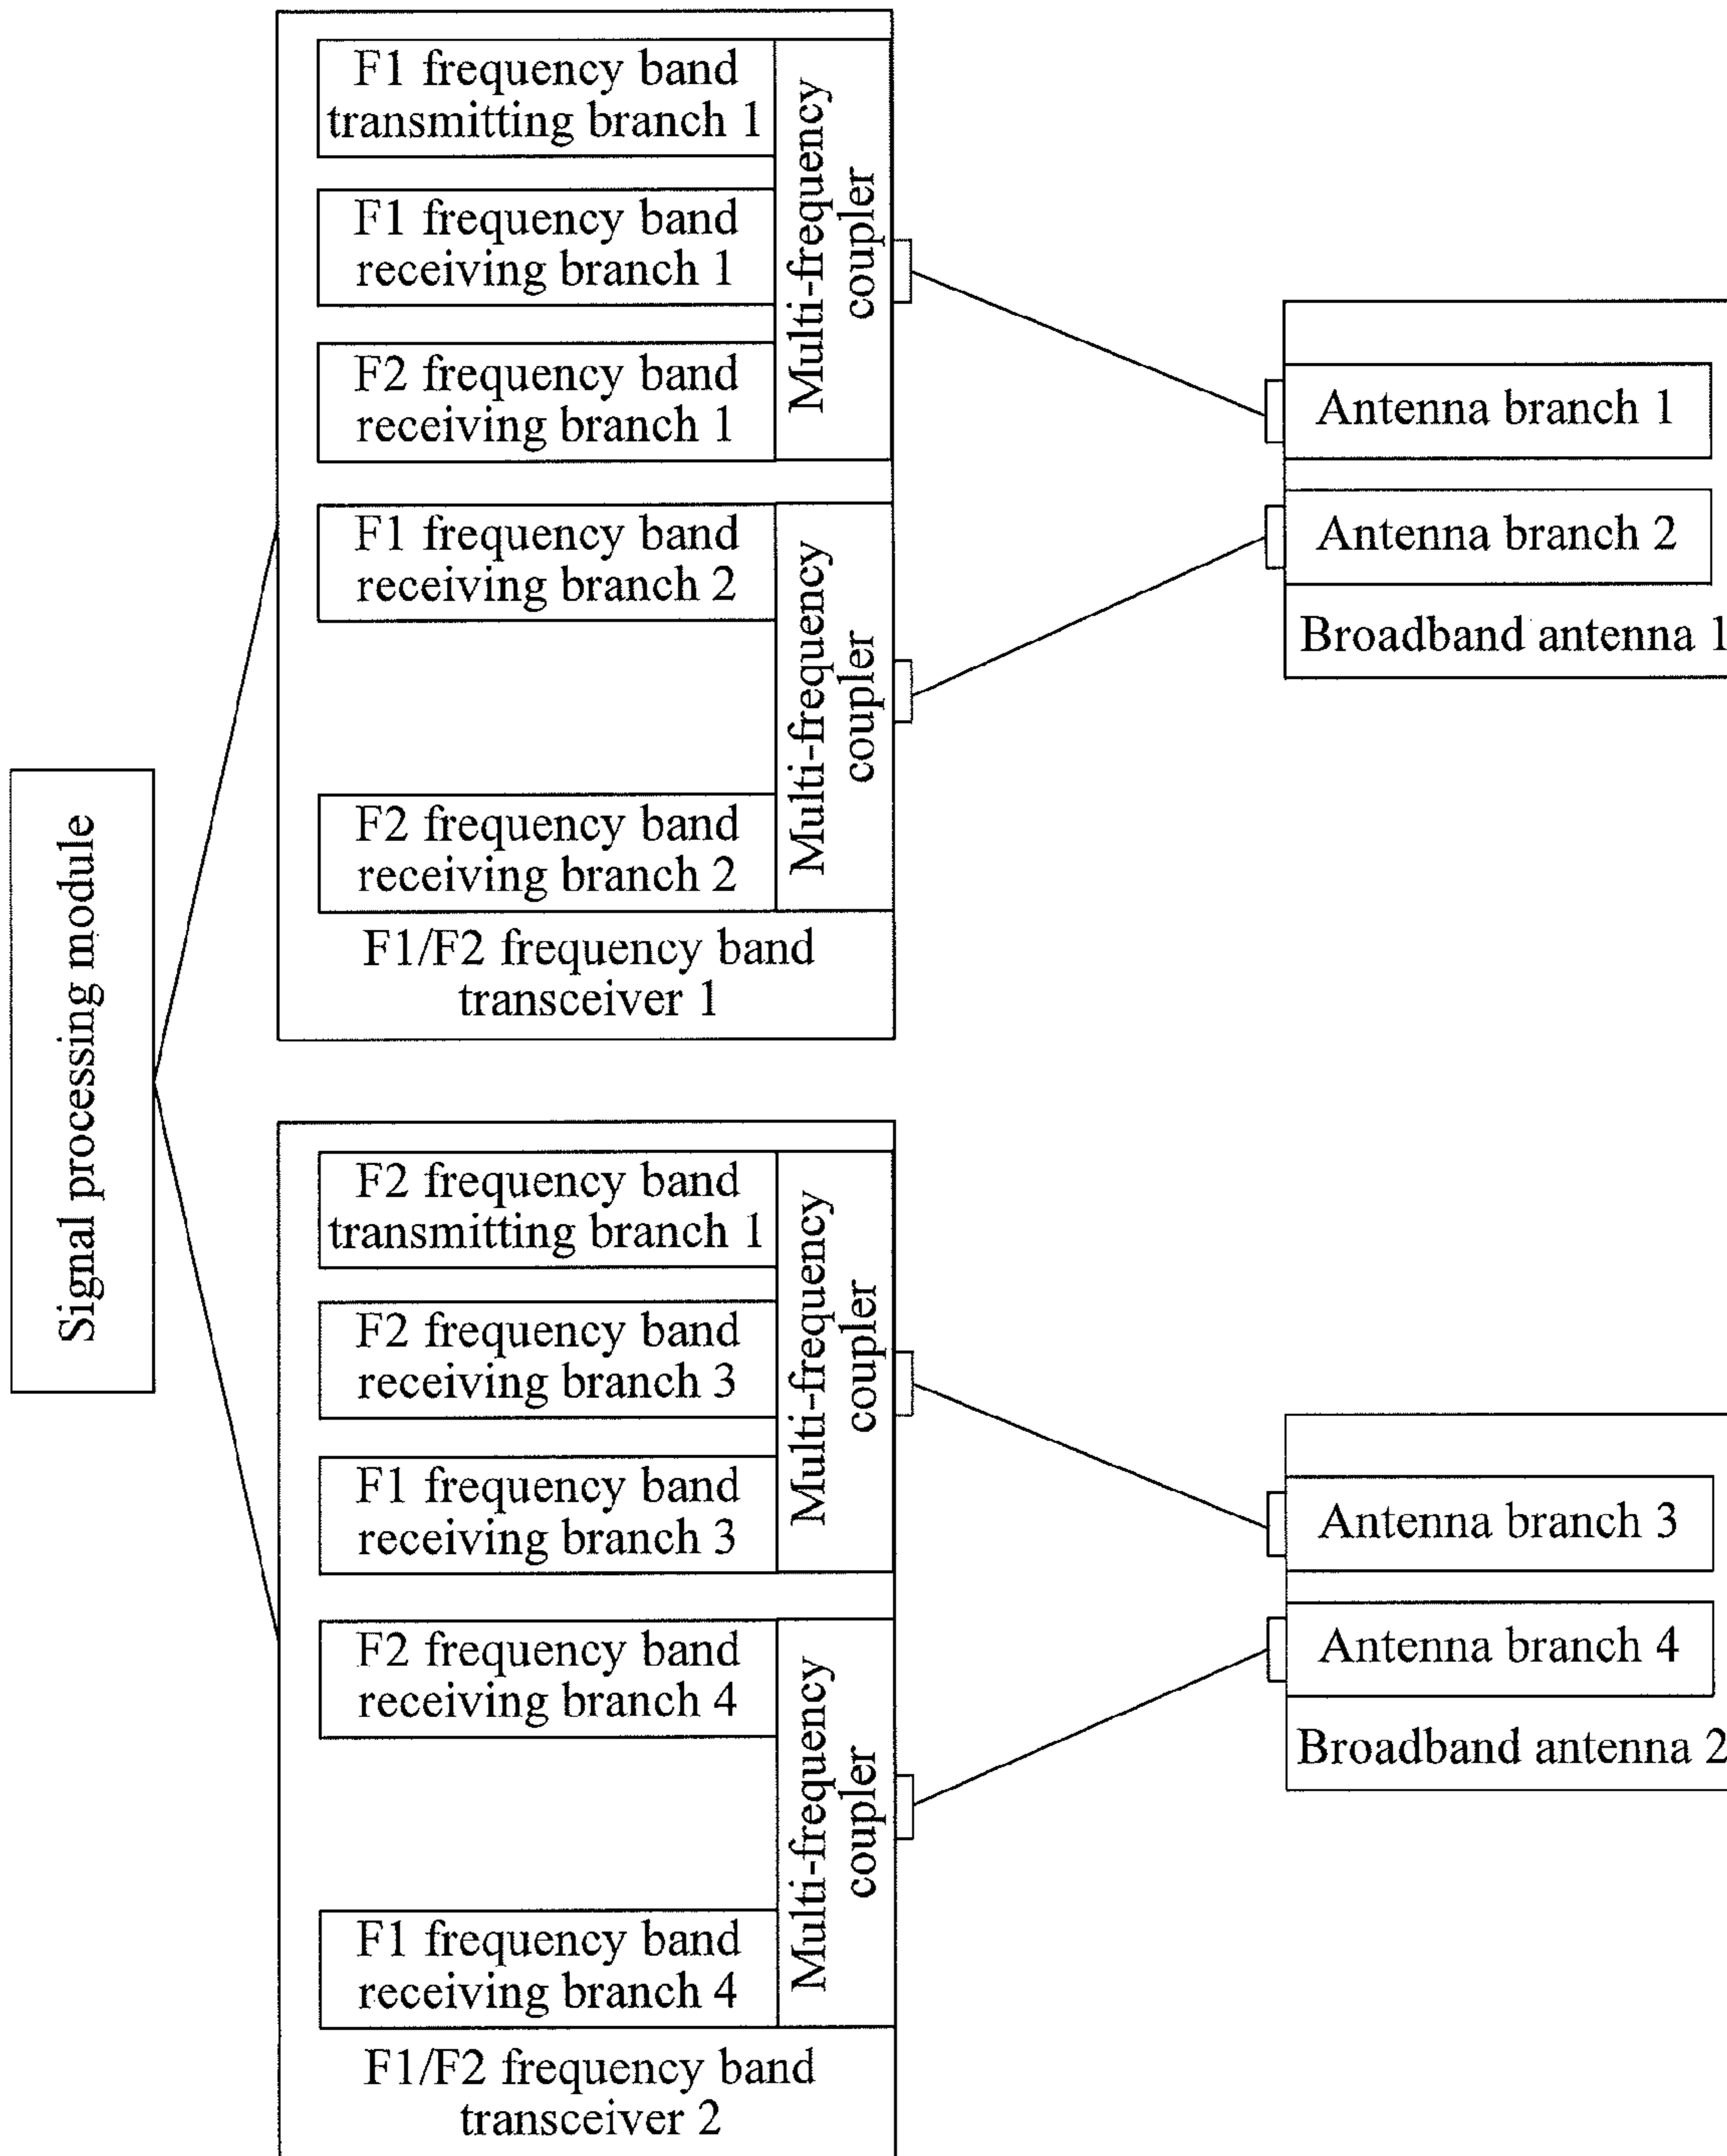 Signal processing module
F1 frequency band
transmitting branch 1
F1 frequency band
receiving branch 1
F2 frequency band
receiving branch 1
Multi-frequency
coupler
F1 frequency band
receiving branch 2
F2 frequency band
receiving branch 2
Multi-frequency
coupler
F1/F2 frequency band
transceiver 1
Antenna branch 1
Antenna branch 2
Broadband antenna 1
F2 frequency band
transmitting branch 1
F2 frequency band
receiving branch 3
F1 frequency band
receiving branch 3
Multi-frequency
coupler
F2 frequency band
receiving branch 4
F1 frequency band
receiving branch 4
Multi-frequency
coupler
F1/F2 frequency band
transceiver 2
Antenna branch 3
Antenna branch 4
Broadband antenna 2